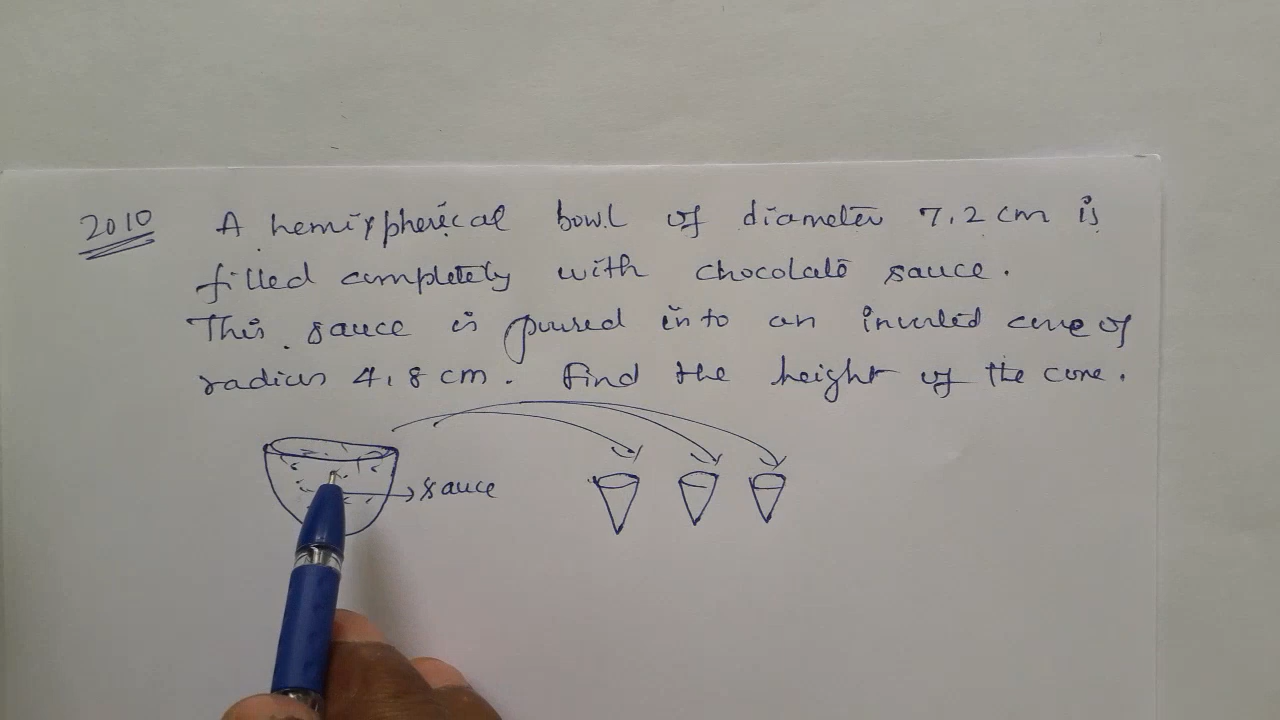 2010 A hemispherical bowl of diameter 7.2 cm is
filled completely with chocolate sauce.
This sauce is poured into an inverted cone of
radius 4.8 cm. Find the height of the cone.
sauce